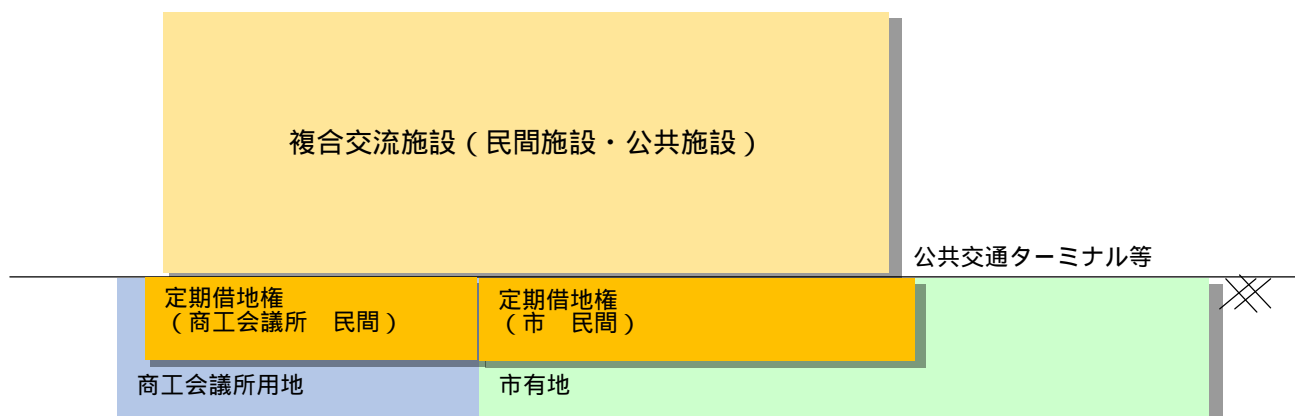 複合交流施設（民間施設・公共施設）
公共交通ターミナル等
定期借地権
（商工会議所　民間）
定期借地権
（市　民間）
商工会議所用地
市有地